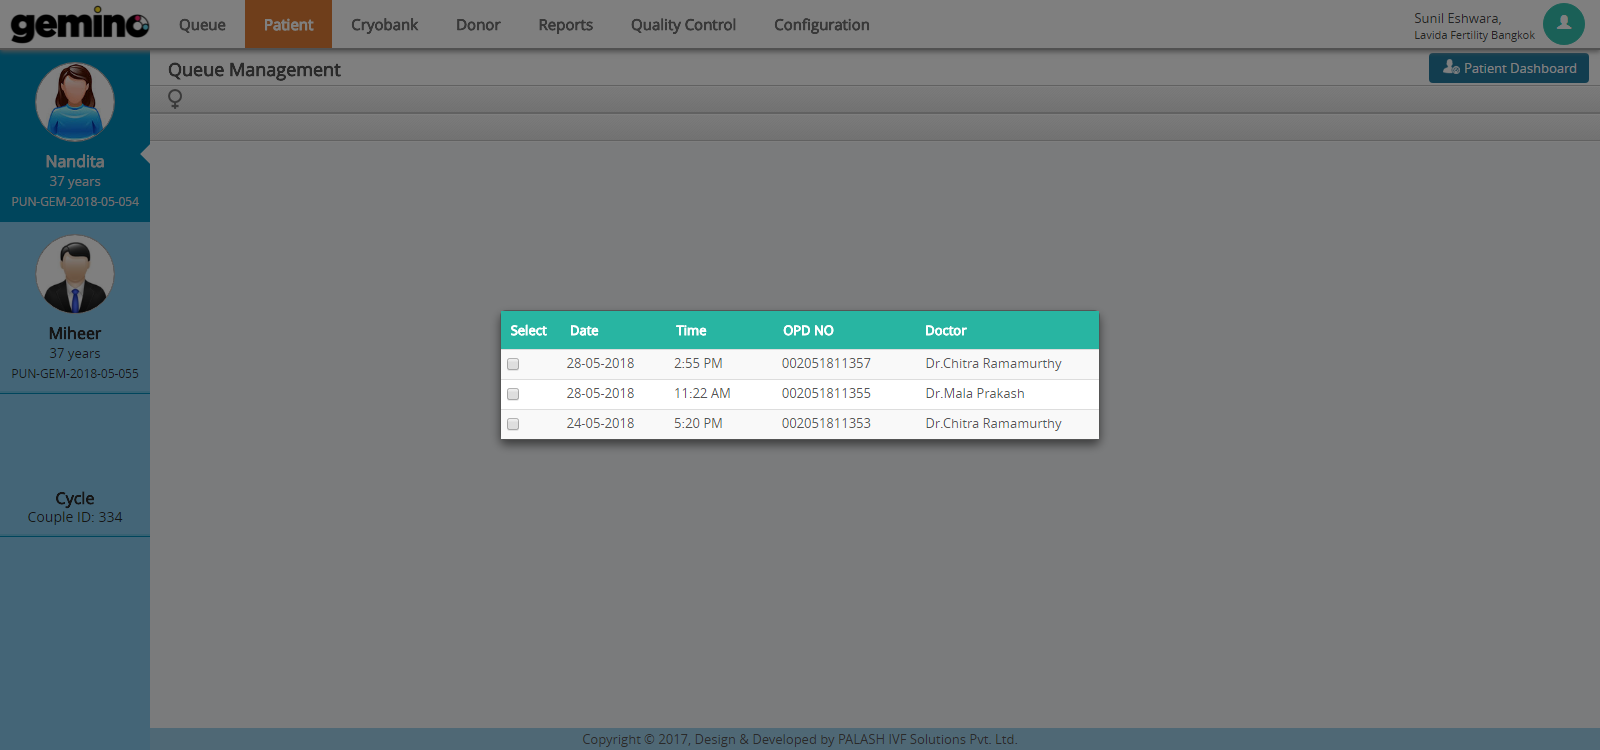 gemino Queue Patient Cryobank Donor Reports Quality Control Configuration
Sunil Eshwara,
Lavida Fertility Bangkok
Nandita
37 years
PUN-GEM-2018-05-054
Miheer
37 years
PUN-GEM-2018-05-055
Cycle
Couple ID: 334
Queue Management
Patient Dashboard
Select Date Time OPD NO Doctor
28-05-2018 2:55 PM 002051811357 Dr.Chitra Ramamurthy
28-05-2018 11:22 AM 002051811355 Dr.Mala Prakash
24-05-2018 5:20 PM 002051811353 Dr.Chitra Ramamurthy
Copyright © 2017, Design & Developed by PALASH IVF Solutions Pvt. Ltd.